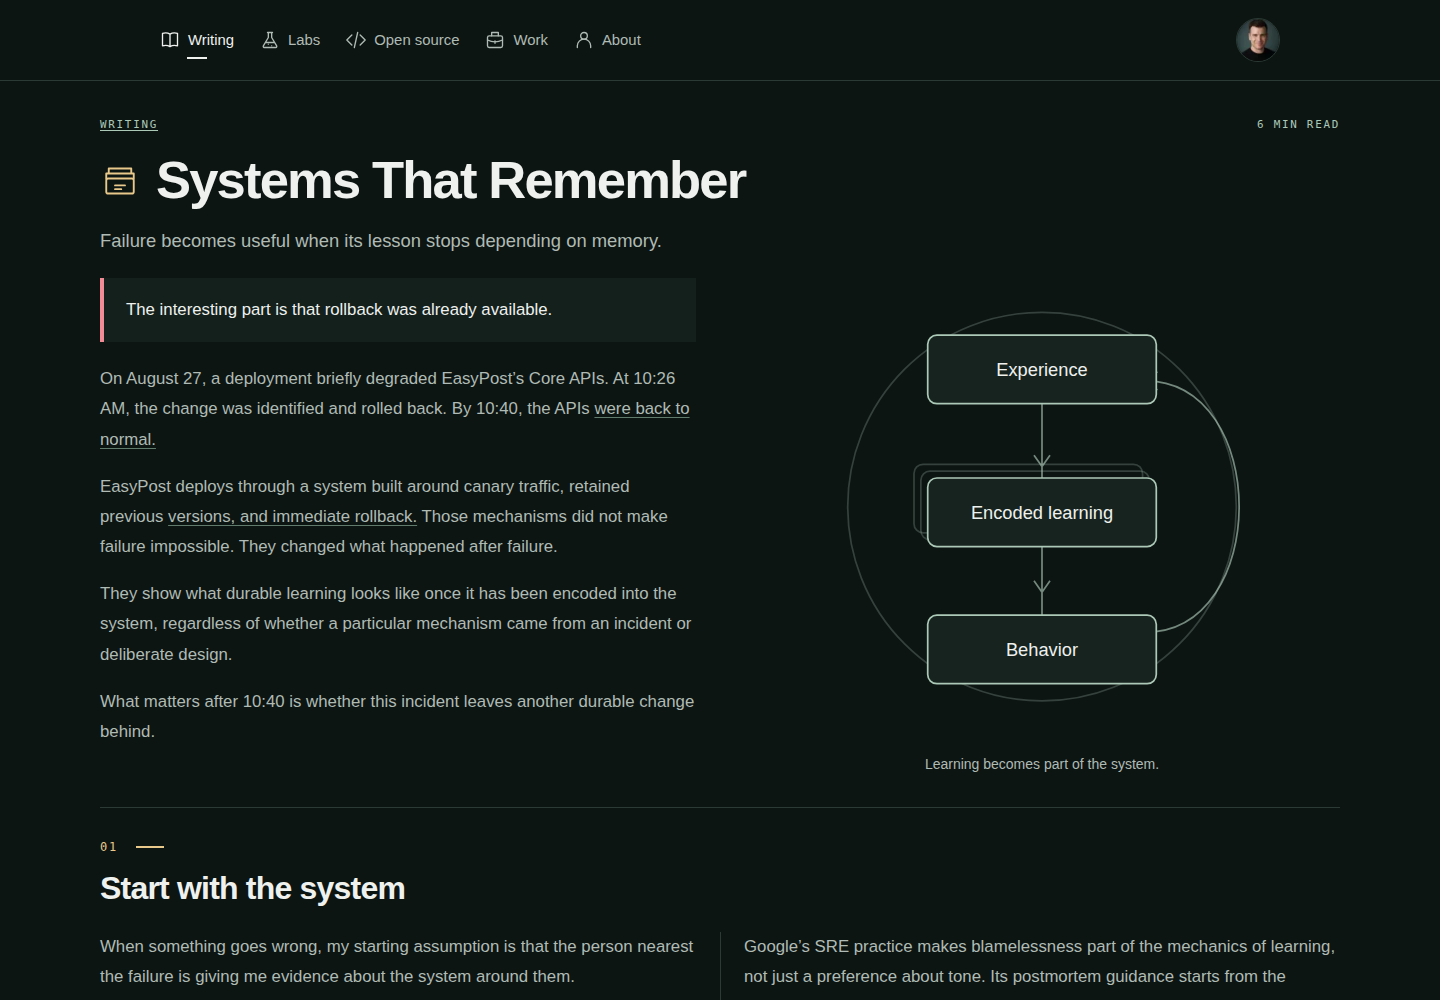 Writing
Labs
Open source
Work
About
WRITING
6 MIN READ
Systems That Remember
Failure becomes useful when its lesson stops depending on memory.
The interesting part is that rollback was already available.
On August 27, a deployment briefly degraded EasyPost’s Core APIs. At 10:26
AM, the change was identified and rolled back. By 10:40, the APIs were back to
normal.
EasyPost deploys through a system built around canary traffic, retained
previous versions, and immediate rollback. Those mechanisms did not make
failure impossible. They changed what happened after failure.
They show what durable learning looks like once it has been encoded into the
system, regardless of whether a particular mechanism came from an incident or
deliberate design.
What matters after 10:40 is whether this incident leaves another durable change
behind.
Experience
Encoded learning
Behavior
Learning becomes part of the system.
01
Start with the system
When something goes wrong, my starting assumption is that the person nearest
the failure is giving me evidence about the system around them.
Google’s SRE practice makes blamelessness part of the mechanics of learning,
not just a preference about tone. Its postmortem guidance starts from the